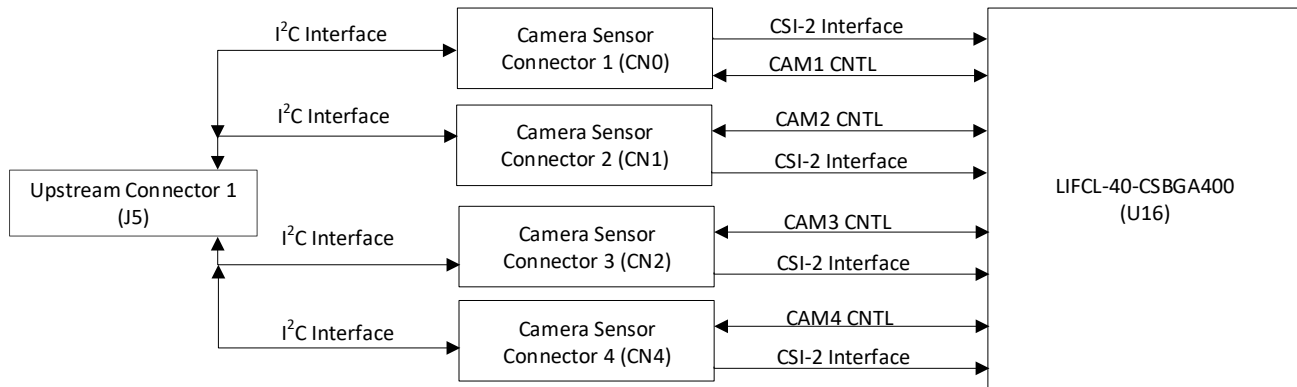 I²C Interface
Camera Sensor
Connector 1 (CN0)
CSI-2 Interface
CAM1 CNTL
I²C Interface
Camera Sensor
Connector 2 (CN1)
CAM2 CNTL
CSI-2 Interface
Upstream Connector 1
(J5)
LIFCL-40-CSBGA400
(U16)
I²C Interface
Camera Sensor
Connector 3 (CN2)
CAM3 CNTL
CSI-2 Interface
I²C Interface
Camera Sensor
Connector 4 (CN4)
CAM4 CNTL
CSI-2 Interface